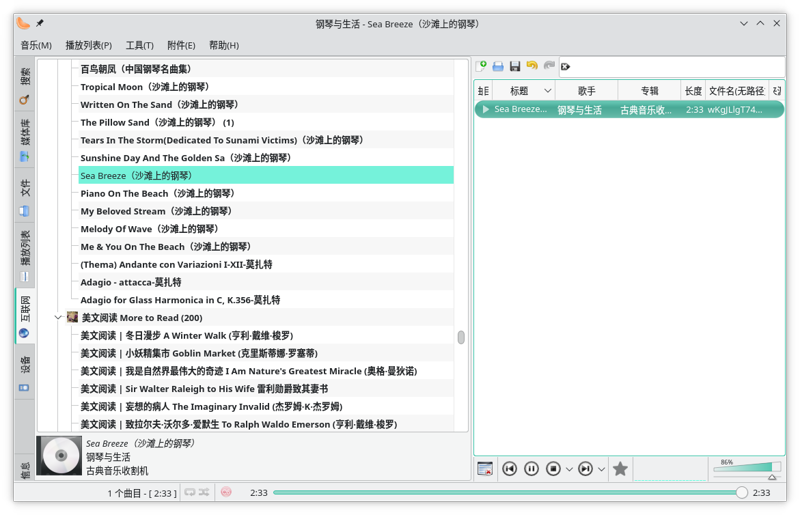 钢琴与生活 - Sea Breeze（沙滩上的钢琴）
音乐(M) 播放列表(P) 工具(T) 附件(E) 帮助(H)
搜索
媒体库
文件
播放列表
互联网
设备
信息
百鸟朝凤（中国钢琴名曲集）
Tropical Moon（沙滩上的钢琴）
Written On The Sand（沙滩上的钢琴）
The Pillow Sand（沙滩上的钢琴） (1)
Tears In The Storm(Dedicated To Sunami Victims)（沙滩上的钢琴）
Sunshine Day And The Golden Sa（沙滩上的钢琴）
Sea Breeze（沙滩上的钢琴）
Piano On The Beach（沙滩上的钢琴）
My Beloved Stream（沙滩上的钢琴）
Melody Of Wave（沙滩上的钢琴）
Me & You On The Beach（沙滩上的钢琴）
(Thema) Andante con Variazioni I-XII-莫扎特
Adagio - attacca-莫扎特
Adagio for Glass Harmonica in C, K.356-莫扎特
美文阅读 More to Read (200)
美文阅读 | 冬日漫步 A Winter Walk (亨利·戴维·梭罗)
美文阅读 | 小妖精集市 Goblin Market (克里斯蒂娜·罗塞蒂)
美文阅读 | 我是自然界最伟大的奇迹 I Am Nature's Greatest Miracle (奥格·曼狄诺)
美文阅读 | Sir Walter Raleigh to His Wife 雷利勋爵致其妻书
美文阅读 | 妄想的病人 The Imaginary Invalid (杰罗姆·K·杰罗姆)
美文阅读 | 致拉尔夫·沃尔多·爱默生 To Ralph Waldo Emerson (亨利·戴维·梭罗)
Sea Breeze（沙滩上的钢琴）
钢琴与生活
古典音乐收割机
标题 歌手 专辑 长度 文件名(无路径
Sea Breeze... 钢琴与生活 古典音乐收... 2:33 wKgJLlgT74...
86%
1 个曲目 - [ 2:33 ] 2:33 2:33